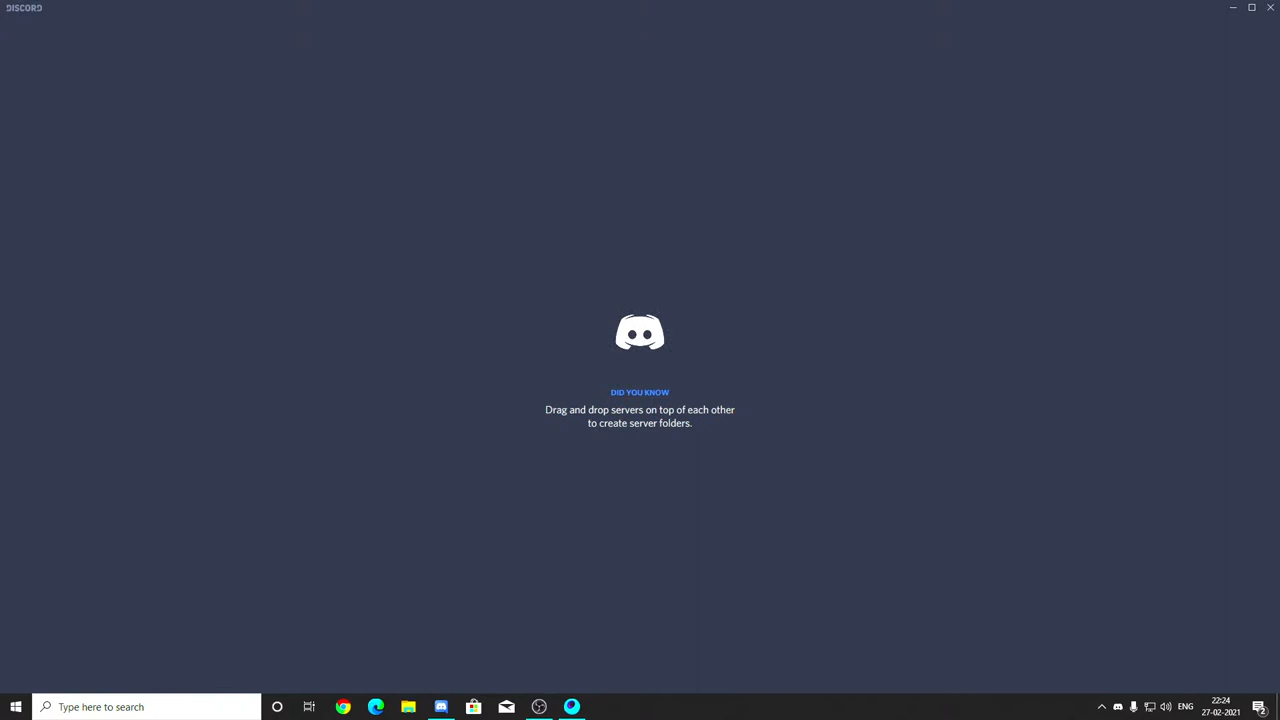 DISCORD
DID YOU KNOW
Drag and drop servers on top of each other
to create server folders.
Type here to search
ENG
22:24
27-02-2021
2